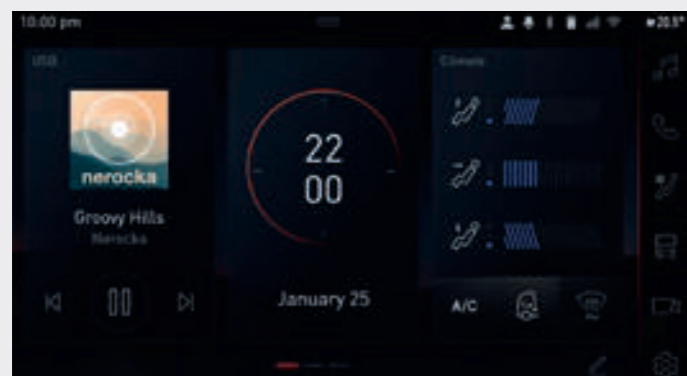 10:00 pm
20.5°
USB
Climate
nerocka
Groovy Hills
Nerocka
22
00
January 25
A/C